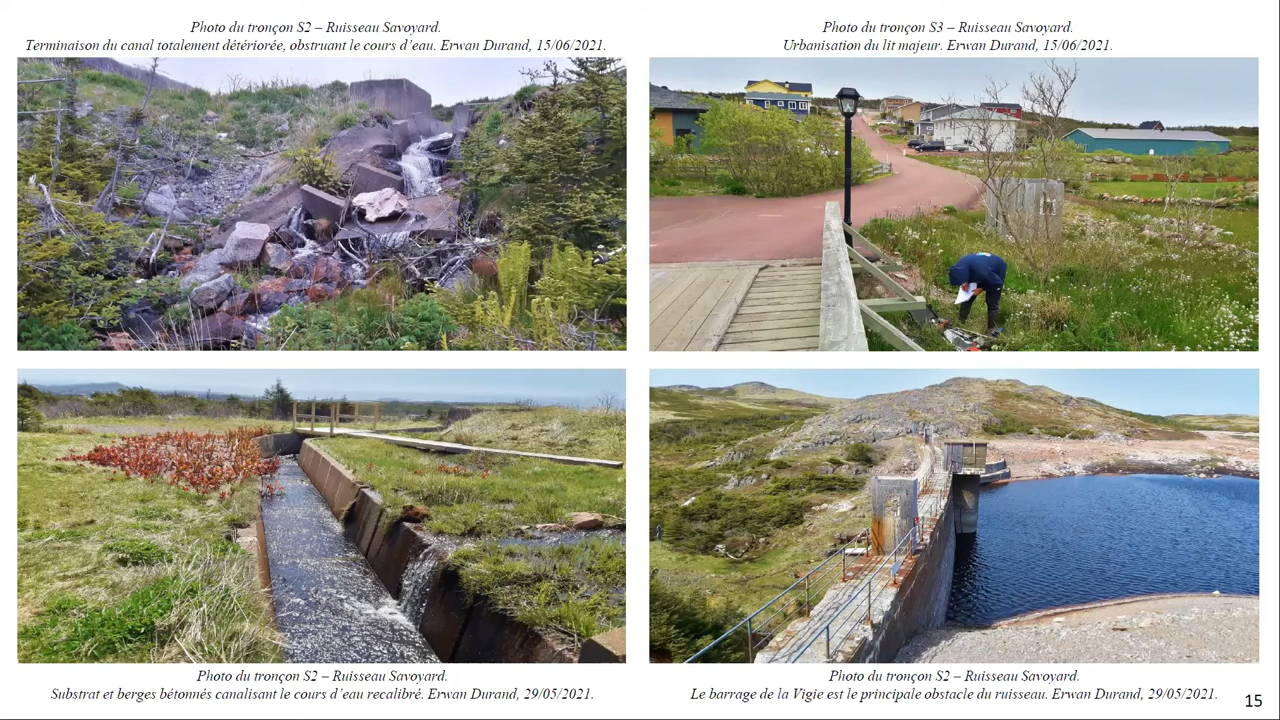 Photo du tronçon S2 – Ruisseau Savoyard.
Terminaison du canal totalement détériorée, obstruant le cours d’eau. Erwan Durand, 15/06/2021.
Photo du tronçon S3 – Ruisseau Savoyard.
Urbanisation du lit majeur. Erwan Durand, 15/06/2021.
Photo du tronçon S2 – Ruisseau Savoyard.
Substrat et berges bétonnés canalisant le cours d’eau recalibré. Erwan Durand, 29/05/2021.
Photo du tronçon S2 – Ruisseau Savoyard.
Le barrage de la Vigie est le principale obstacle du ruisseau. Erwan Durand, 29/05/2021.
15